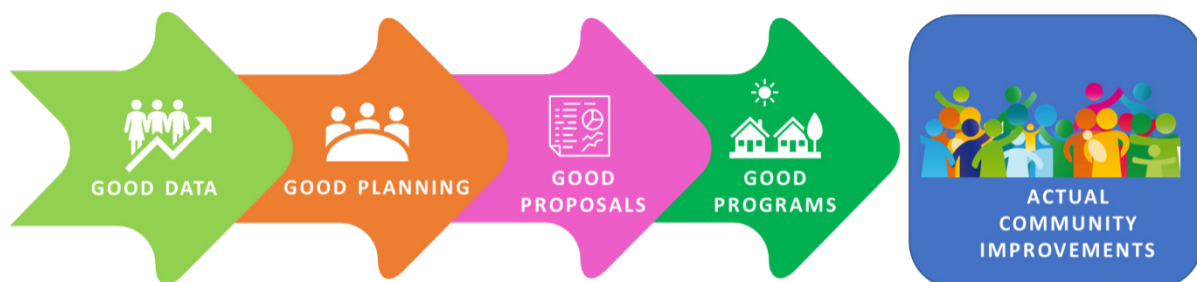 GOOD DATA
GOOD PLANNING
GOOD
PROPOSALS
GOOD
PROGRAMS
ACTUAL
COMMUNITY
IMPROVEMENTS